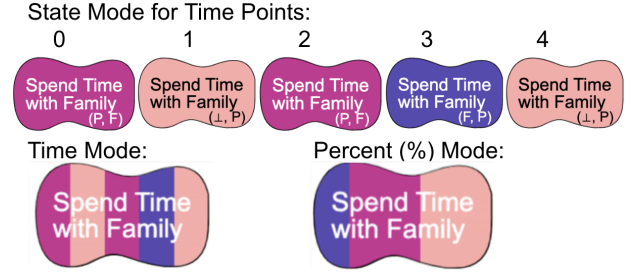 State Mode for Time Points:
0 1 2 3 4
Spend Time Spend Time Spend Time Spend Time Spend Time
with Family with Family with Family with Family with Family
(P, F) (⊥, P) (P, F) (F, P) (⊥, P)
Time Mode: Percent (%) Mode:
Spend Time Spend Time
with Family with Family